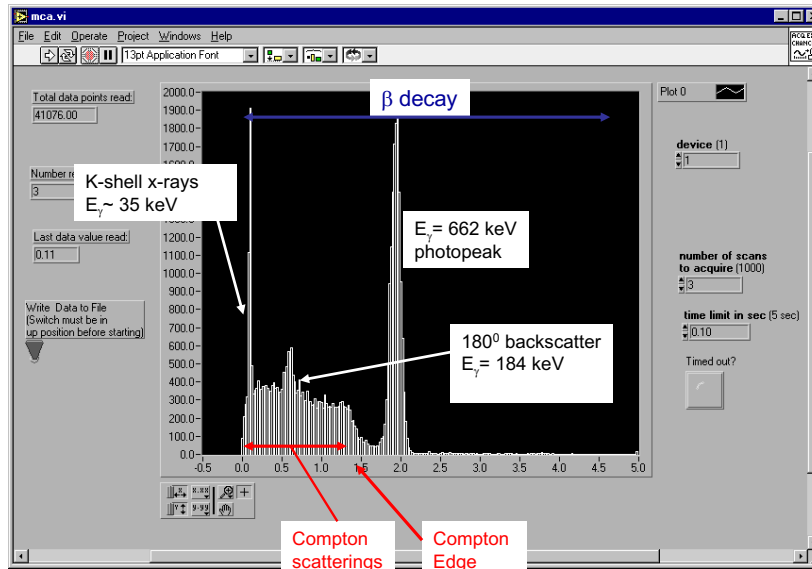 mca.vi
File Edit Operate Project Windows Help
13pt Application Font
Total data points read:
41076.00
Number re
3
Last data value read:
0.11
Write Data to File
(Switch must be in
up position before starting)
2000.0
1900.0
1800.0
1700.0
1600.0
1500.0
1300.0
1200.0
1100.0
1000.0
900.0
800.0
700.0
600.0
500.0
400.0
300.0
200.0
100.0
0.0
-0.5 0.0 0.5 1.0 1.5 2.0 2.5 3.0 3.5 4.0 4.5 5.0
β decay
K-shell x-rays
Eγ~ 35 keV
Eγ= 662 keV
photopeak
180⁰ backscatter
Eγ= 184 keV
Compton
scatterings
Compton
Edge
Plot 0
device (1)
1
number of scans
to acquire (1000)
3
time limit in sec (5 sec)
0.10
Timed out?
X
x.xx
Y
y.yy